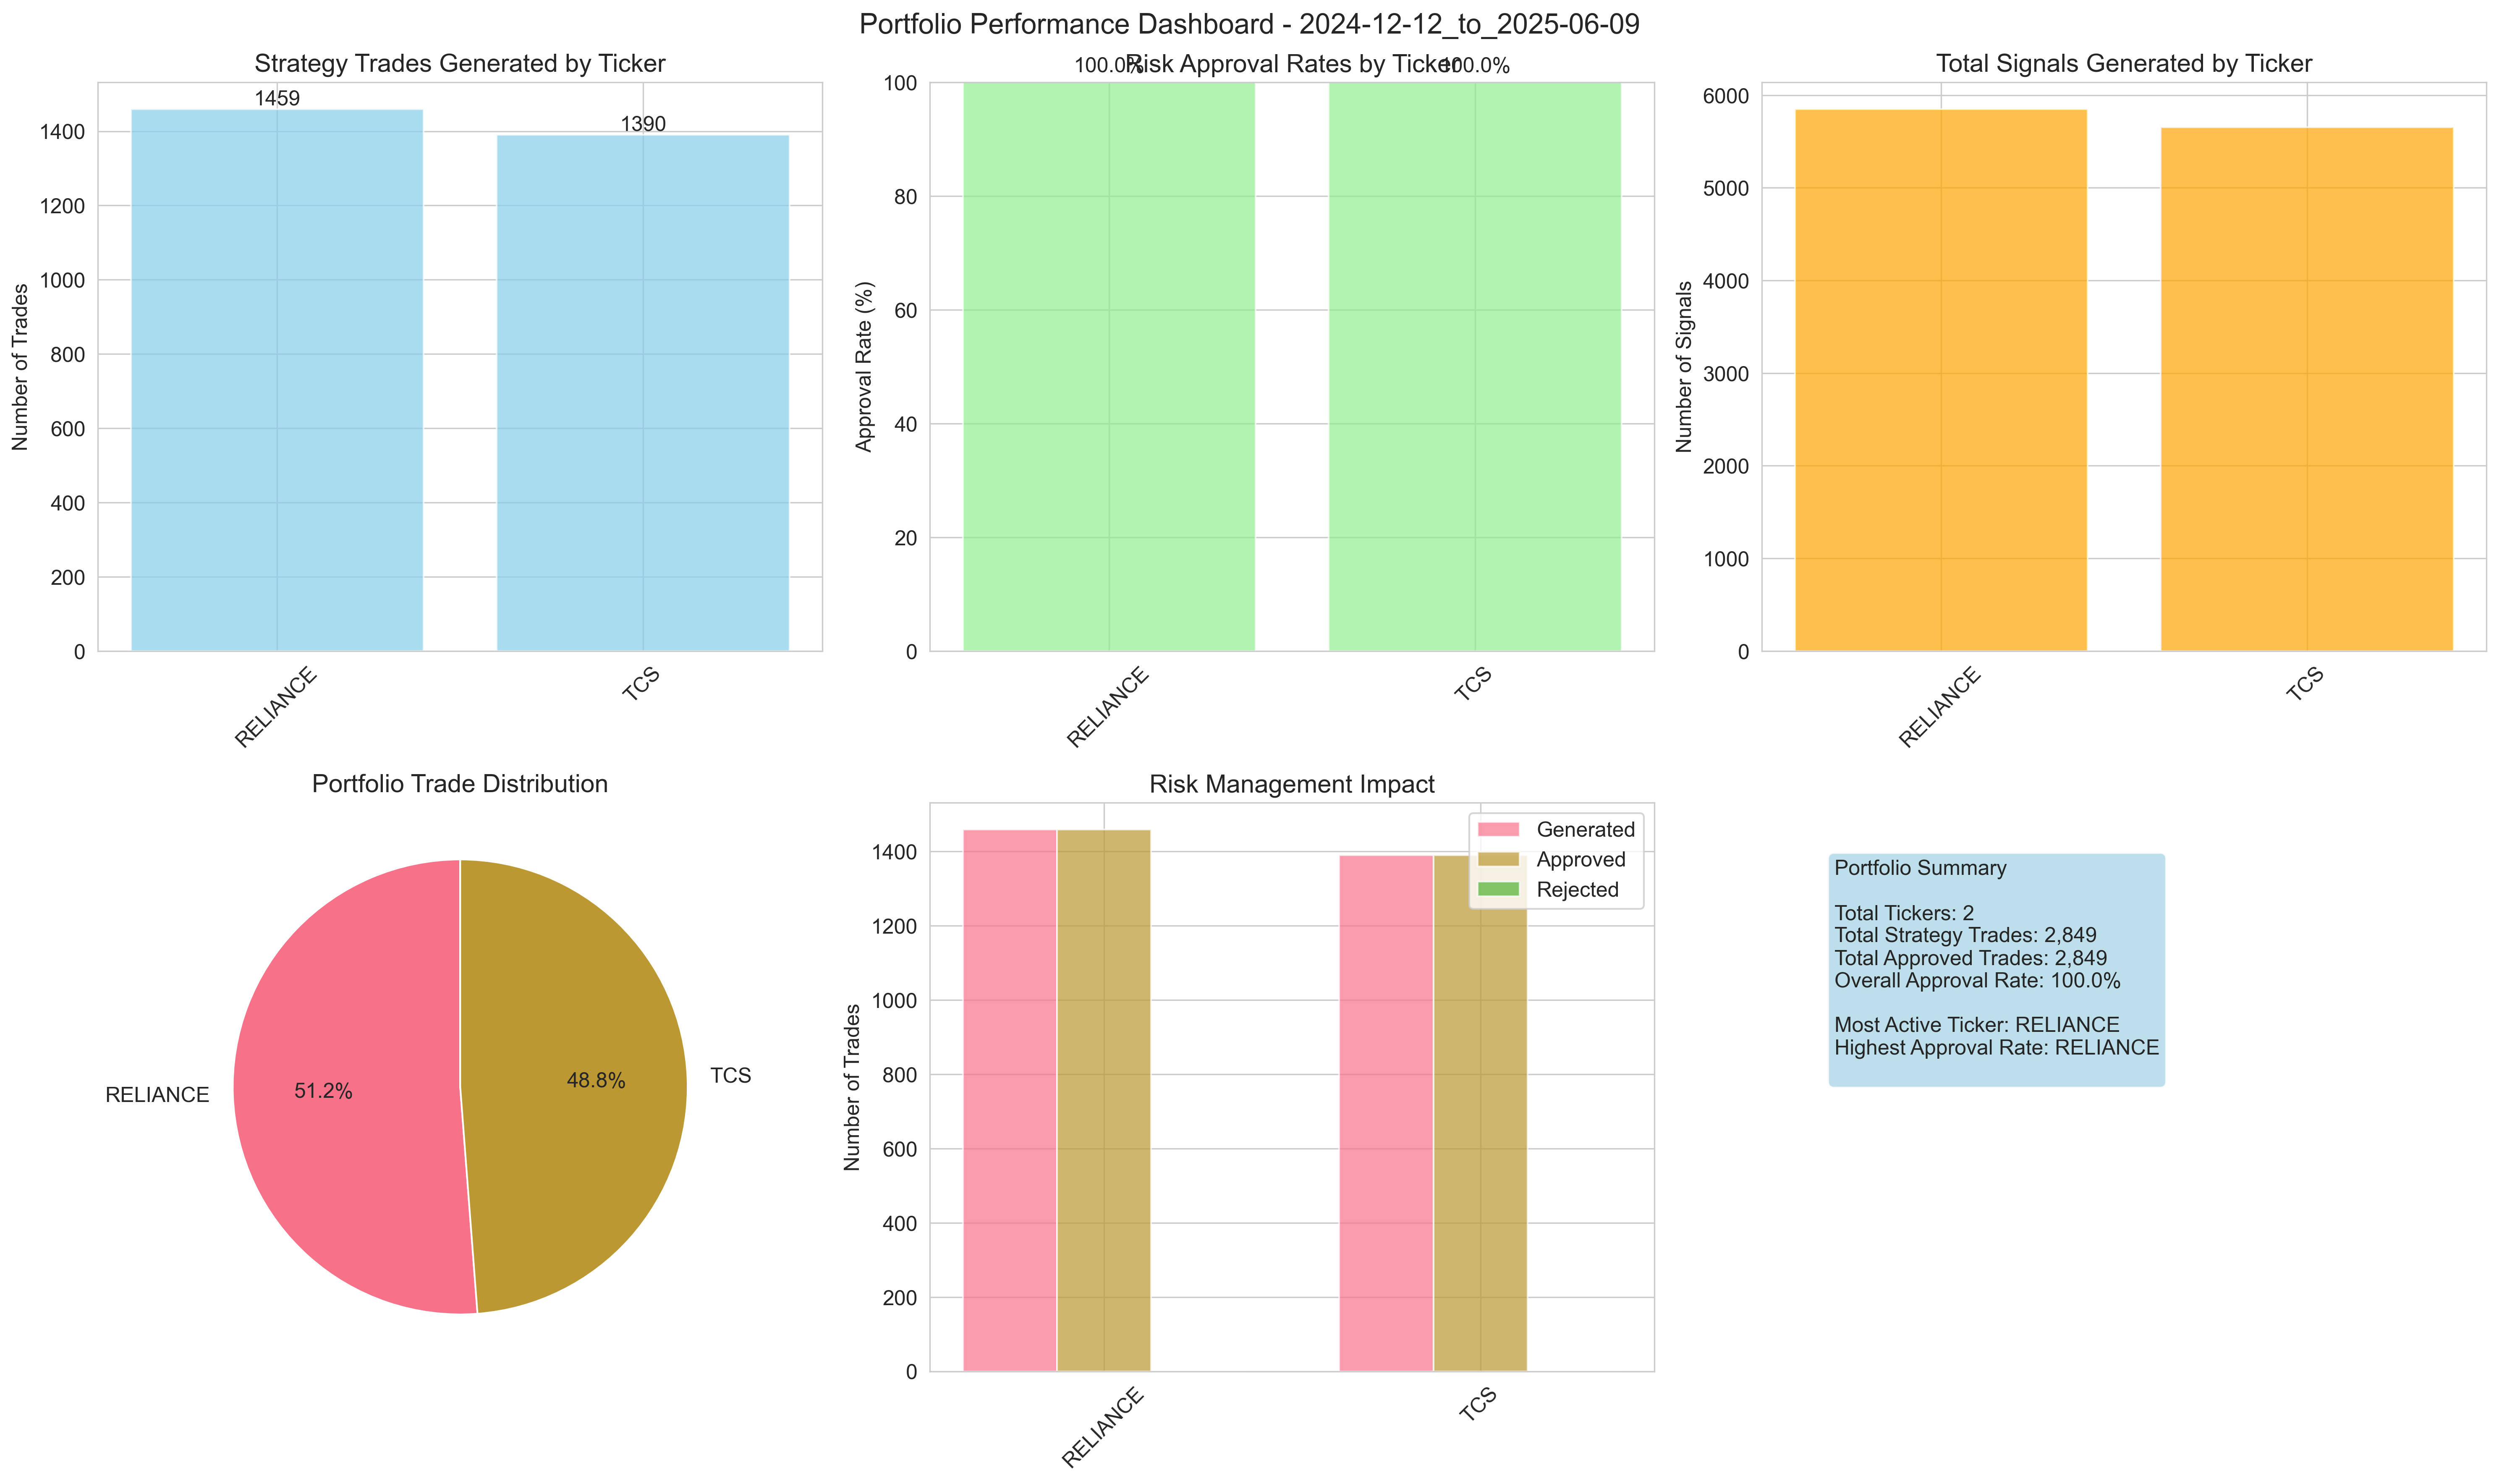 Portfolio Performance Dashboard - 2024-12-12_to_2025-06-09
Strategy Trades Generated by Ticker
Number of Trades
1459
1390
1400
1200
1000
800
600
400
200
0
RELIANCE
TCS
Risk Approval Rates by Ticker
100.0%
100.0%
Approval Rate (%)
100
80
60
40
20
0
RELIANCE
TCS
Total Signals Generated by Ticker
Number of Signals
6000
5000
4000
3000
2000
1000
0
RELIANCE
TCS
Portfolio Trade Distribution
RELIANCE
51.2%
48.8%
TCS
Risk Management Impact
Number of Trades
1400
1200
1000
800
600
400
200
0
Generated
Approved
Rejected
RELIANCE
TCS
Portfolio Summary
Total Tickers: 2
Total Strategy Trades: 2,849
Total Approved Trades: 2,849
Overall Approval Rate: 100.0%
Most Active Ticker: RELIANCE
Highest Approval Rate: RELIANCE